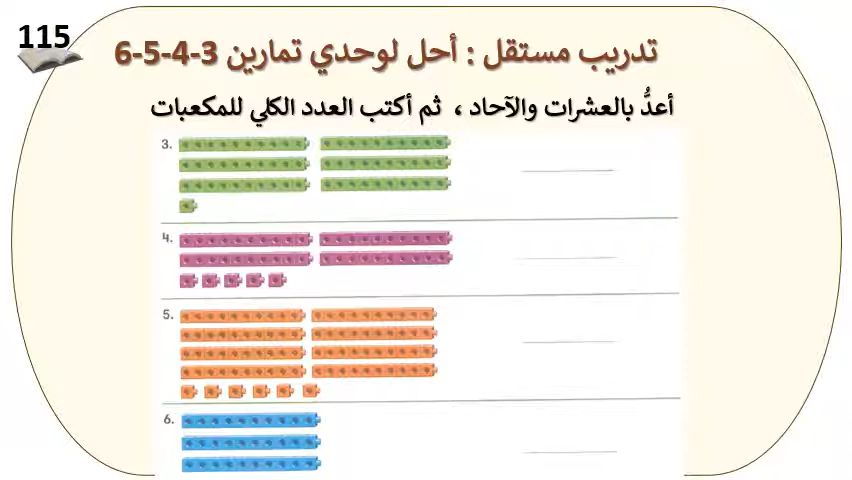 115
تدريب مستقل : أحل لوحدي تمارين 3-4-5-6
أعدُّ بالعشرات والآحاد ، ثم أكتب العدد الكلي للمكعبات
3.
4.
5.
6.